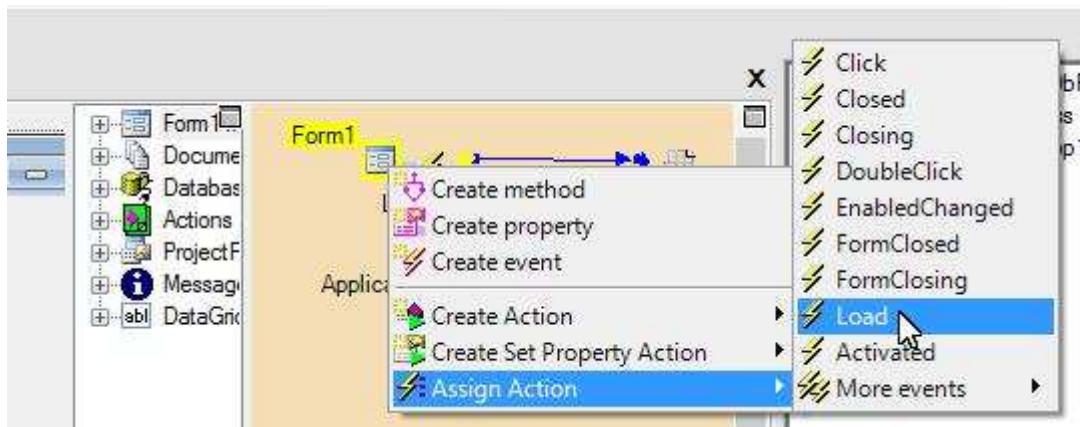 X
Form1
Docume
Databas
Actions
ProjectF
Messag
abl DataGric
Form1
Applica
Create method
Create property
Create event
Create Action
Create Set Property Action
Assign Action
Click
Closed
Closing
DoubleClick
EnabledChanged
FormClosed
FormClosing
Load
Activated
More events